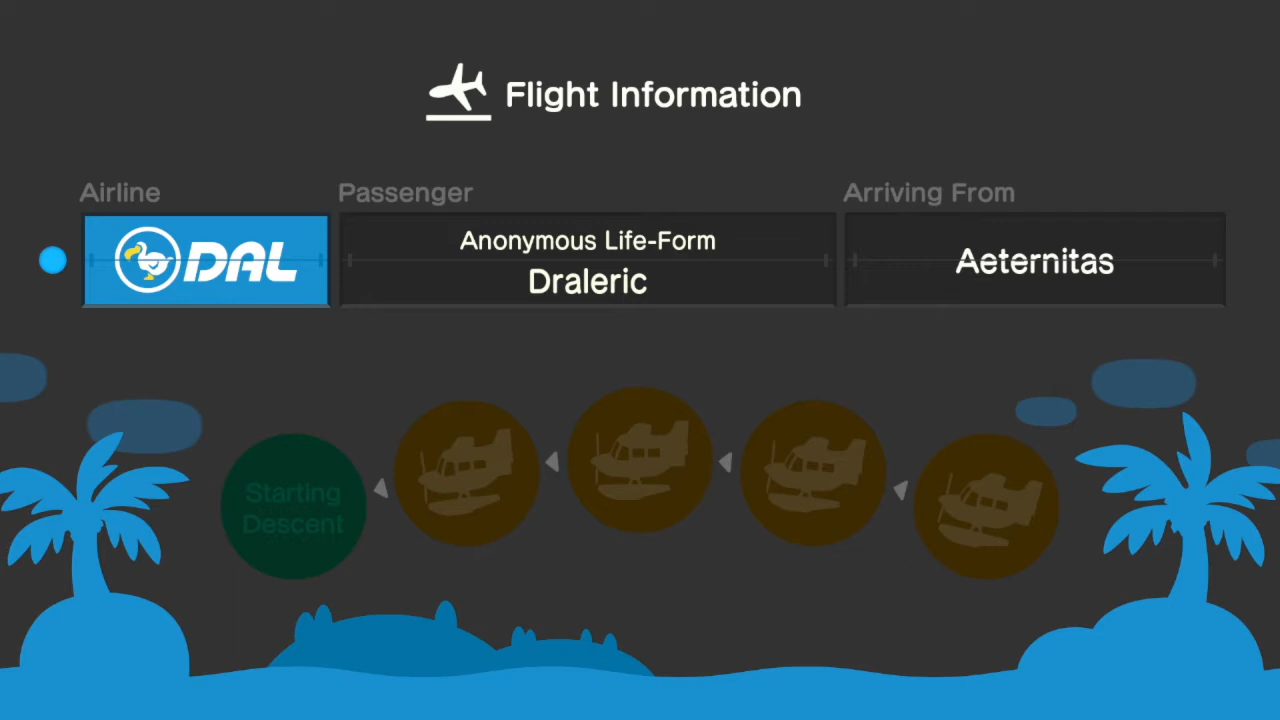 Flight Information
Airline
Passenger
Arriving From
DAL
Anonymous Life-Form
Draleric
Aeternitas
Starting
Descent